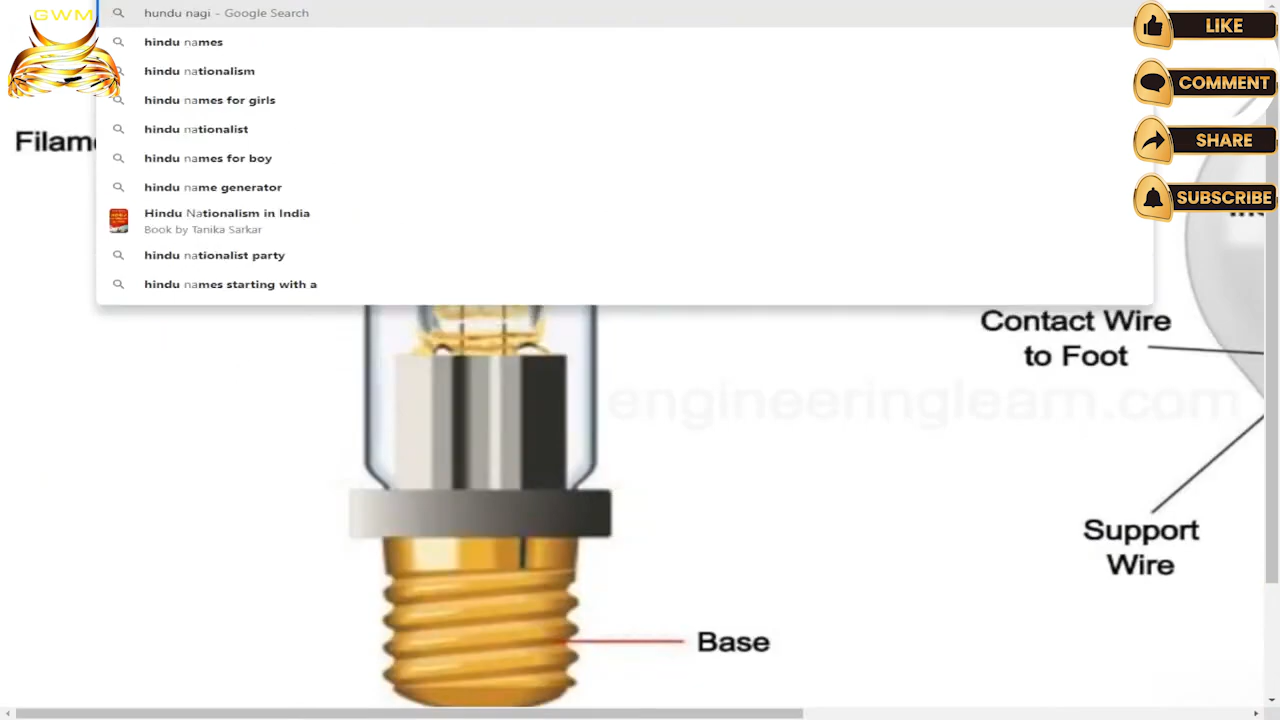 GWM
hundu nagi - Google Search
hindu names
hindu nationalism
hindu names for girls
hindu nationalist
hindu names for boy
hindu name generator
Hindu Nationalism in India
Book by Tanika Sarkar
hindu nationalist party
hindu names starting with a
LIKE
COMMENT
SHARE
SUBSCRIBE
Filam
Contact Wire
to Foot
engineeringlearn.com
Support
Wire
Base